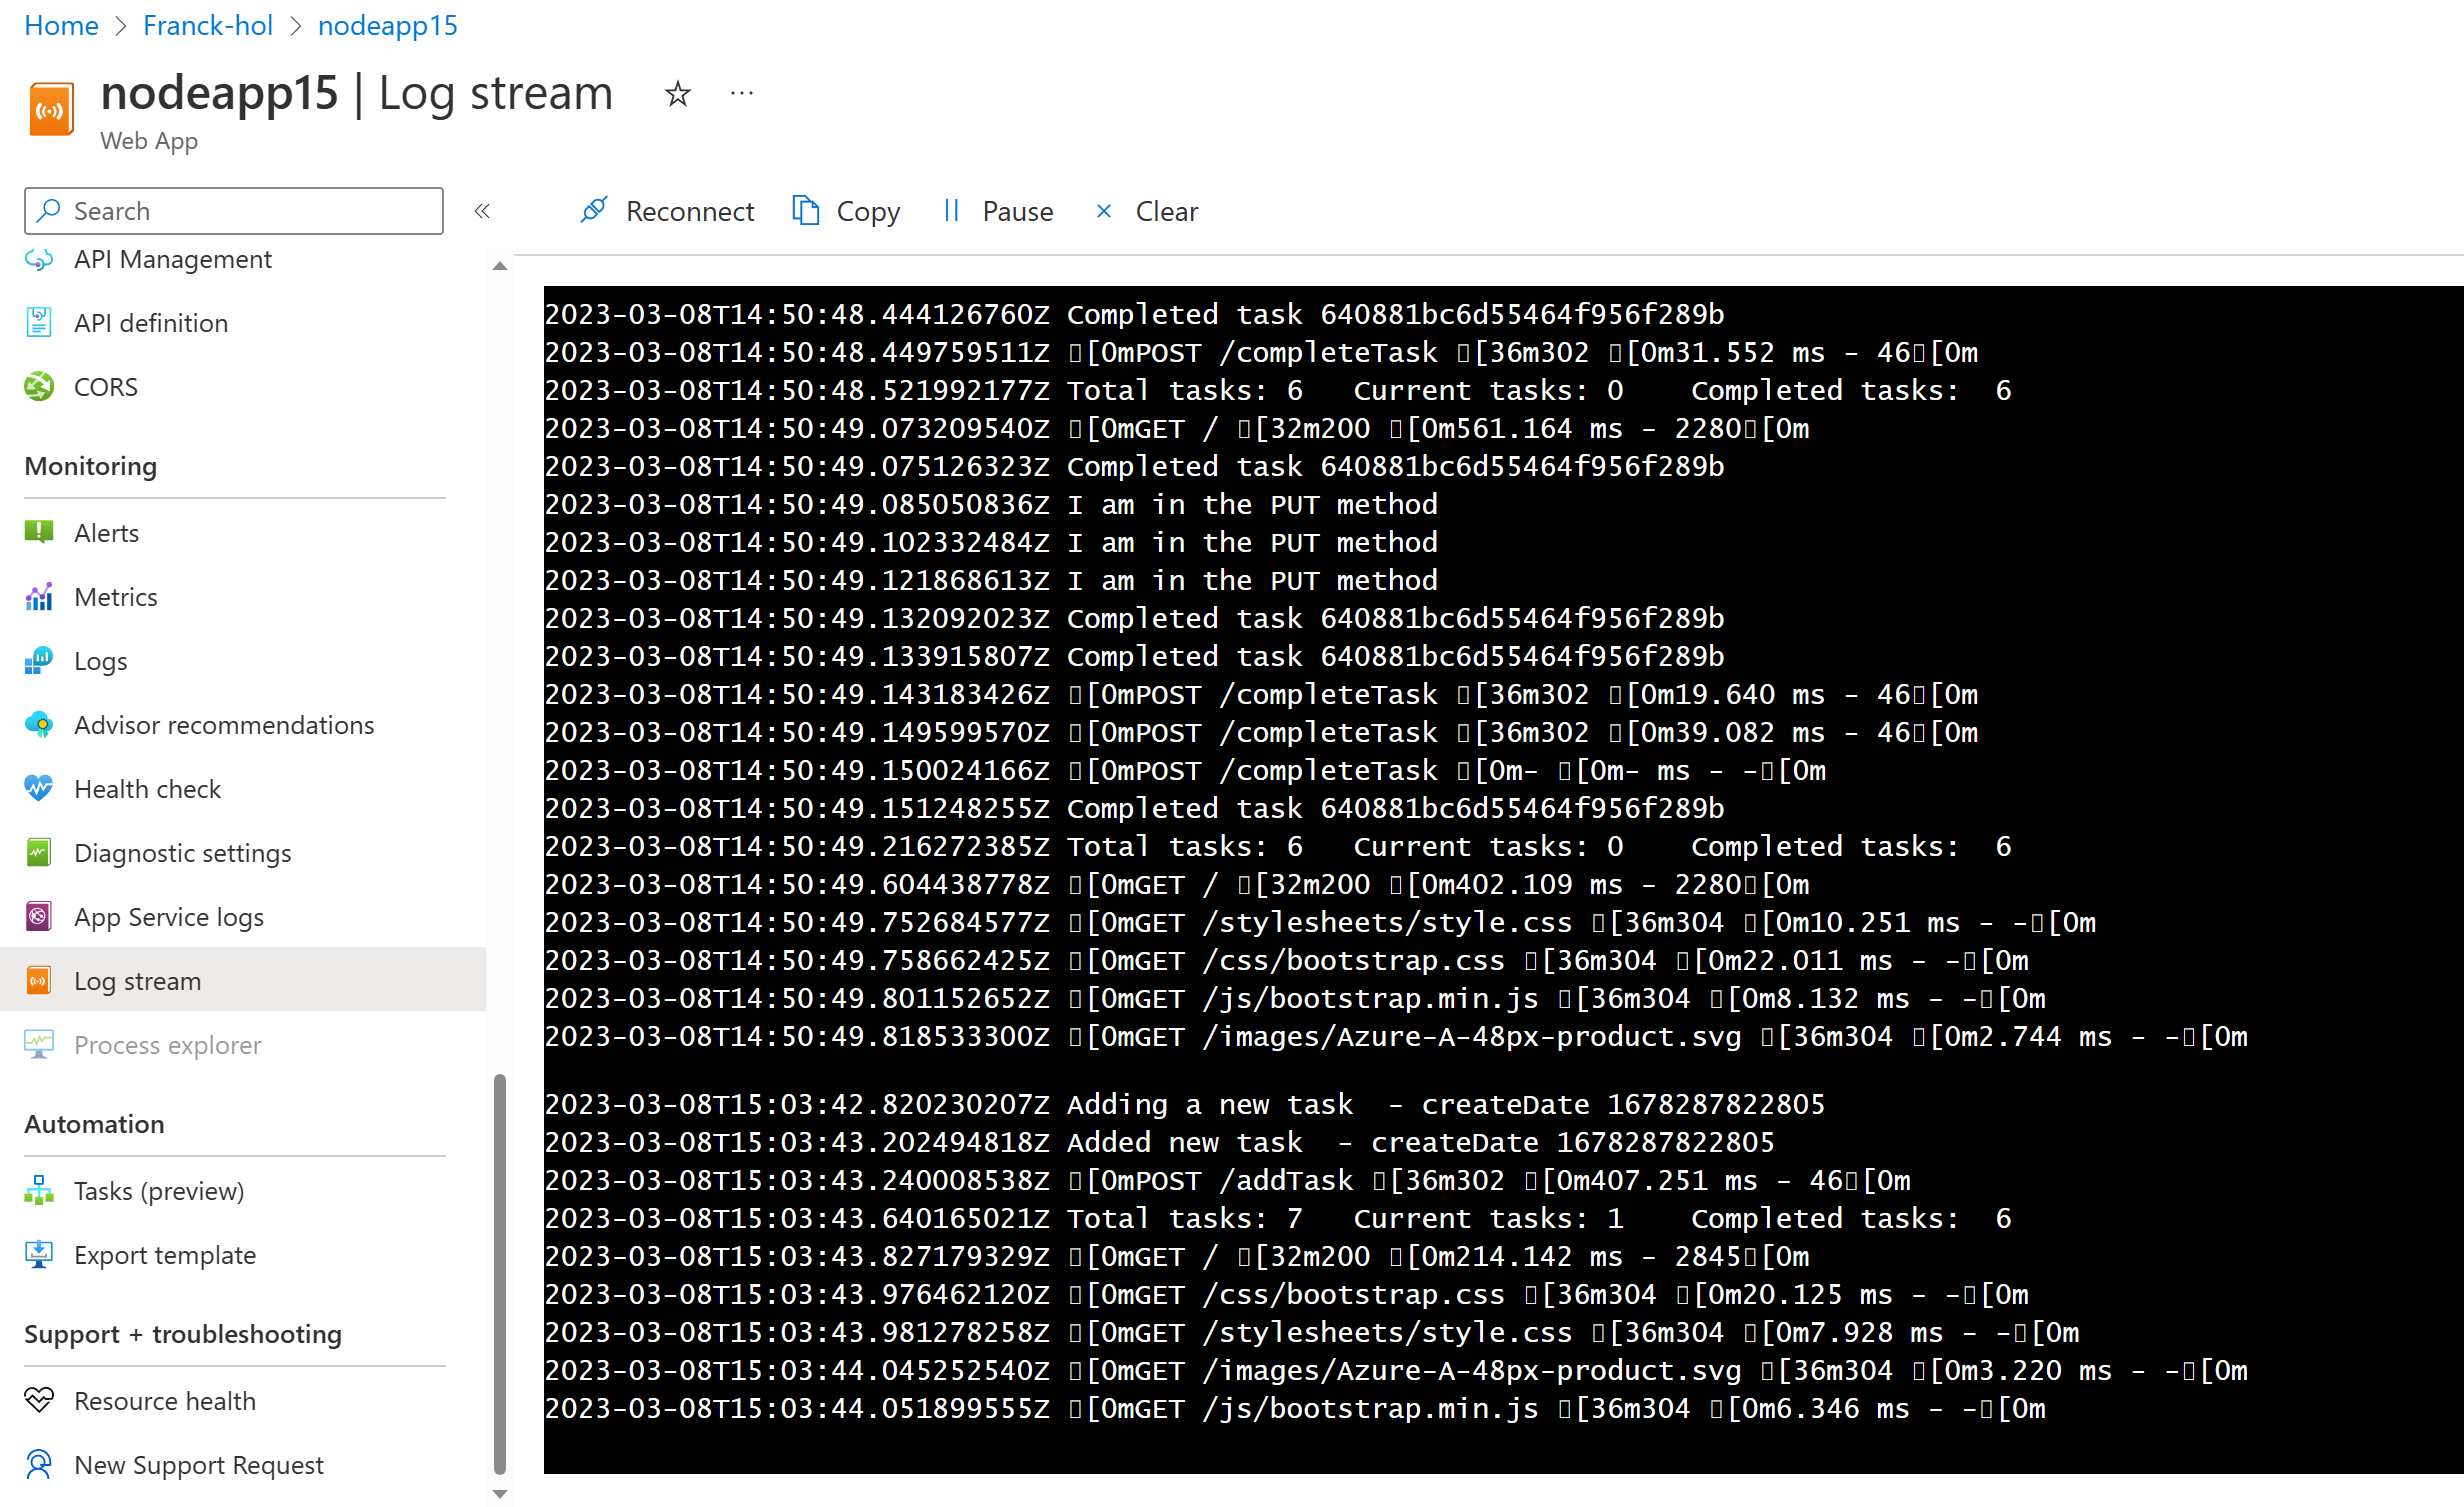 Home > Franck-hol > nodeapp15
nodeapp15 | Log stream ☆ ···
Web App
Search «
API Management
API definition
CORS
Monitoring
Alerts
Metrics
Logs
Advisor recommendations
Health check
Diagnostic settings
App Service logs
Log stream
Process explorer
Automation
Tasks (preview)
Export template
Support + troubleshooting
Resource health
New Support Request
Reconnect Copy Pause Clear
2023-03-08T14:50:48.444126760Z Completed task 640881bc6d55464f956f289b
2023-03-08T14:50:48.449759511Z ▯[0mPOST /completeTask ▯[36m302 ▯[0m31.552 ms - 46▯[0m
2023-03-08T14:50:48.521992177Z Total tasks: 6   Current tasks: 0    Completed tasks:  6
2023-03-08T14:50:49.073209540Z ▯[0mGET / ▯[32m200 ▯[0m561.164 ms - 2280▯[0m
2023-03-08T14:50:49.075126323Z Completed task 640881bc6d55464f956f289b
2023-03-08T14:50:49.085050836Z I am in the PUT method
2023-03-08T14:50:49.102332484Z I am in the PUT method
2023-03-08T14:50:49.121868613Z I am in the PUT method
2023-03-08T14:50:49.132092023Z Completed task 640881bc6d55464f956f289b
2023-03-08T14:50:49.133915807Z Completed task 640881bc6d55464f956f289b
2023-03-08T14:50:49.143183426Z ▯[0mPOST /completeTask ▯[36m302 ▯[0m19.640 ms - 46▯[0m
2023-03-08T14:50:49.149599570Z ▯[0mPOST /completeTask ▯[36m302 ▯[0m39.082 ms - 46▯[0m
2023-03-08T14:50:49.150024166Z ▯[0mPOST /completeTask ▯[0m- ▯[0m- ms - -▯[0m
2023-03-08T14:50:49.151248255Z Completed task 640881bc6d55464f956f289b
2023-03-08T14:50:49.216272385Z Total tasks: 6   Current tasks: 0    Completed tasks:  6
2023-03-08T14:50:49.604438778Z ▯[0mGET / ▯[32m200 ▯[0m402.109 ms - 2280▯[0m
2023-03-08T14:50:49.752684577Z ▯[0mGET /stylesheets/style.css ▯[36m304 ▯[0m10.251 ms - -▯[0m
2023-03-08T14:50:49.758662425Z ▯[0mGET /css/bootstrap.css ▯[36m304 ▯[0m22.011 ms - -▯[0m
2023-03-08T14:50:49.801152652Z ▯[0mGET /js/bootstrap.min.js ▯[36m304 ▯[0m8.132 ms - -▯[0m
2023-03-08T14:50:49.818533300Z ▯[0mGET /images/Azure-A-48px-product.svg ▯[36m304 ▯[0m2.744 ms - -▯[0m
2023-03-08T15:03:42.820230207Z Adding a new task  - createDate 1678287822805
2023-03-08T15:03:43.202494818Z Added new task  - createDate 1678287822805
2023-03-08T15:03:43.240008538Z ▯[0mPOST /addTask ▯[36m302 ▯[0m407.251 ms - 46▯[0m
2023-03-08T15:03:43.640165021Z Total tasks: 7   Current tasks: 1    Completed tasks:  6
2023-03-08T15:03:43.827179329Z ▯[0mGET / ▯[32m200 ▯[0m214.142 ms - 2845▯[0m
2023-03-08T15:03:43.976462120Z ▯[0mGET /css/bootstrap.css ▯[36m304 ▯[0m20.125 ms - -▯[0m
2023-03-08T15:03:43.981278258Z ▯[0mGET /stylesheets/style.css ▯[36m304 ▯[0m7.928 ms - -▯[0m
2023-03-08T15:03:44.045252540Z ▯[0mGET /images/Azure-A-48px-product.svg ▯[36m304 ▯[0m3.220 ms - -▯[0m
2023-03-08T15:03:44.051899555Z ▯[0mGET /js/bootstrap.min.js ▯[36m304 ▯[0m6.346 ms - -▯[0m